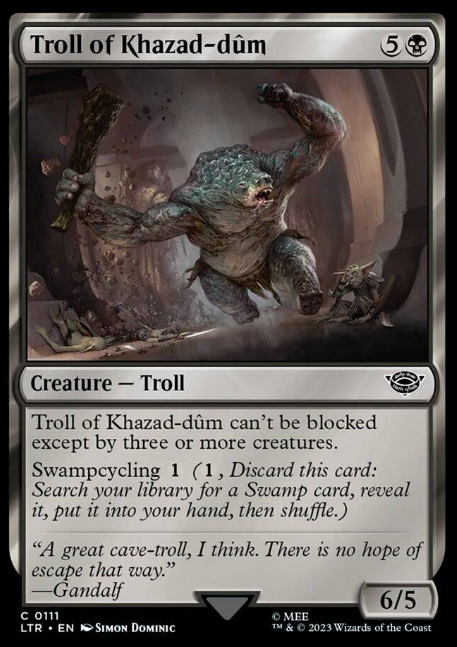 Troll of Khazad-dûm 5
Creature — Troll
Troll of Khazad-dûm can't be blocked
except by three or more creatures.
Swampcycling 1 (1, Discard this card:
Search your library for a Swamp card, reveal
it, put it into your hand, then shuffle.)
“A great cave-troll, I think. There is no hope of
escape that way.”
—Gandalf
6/5
C 0111
LTR • EN Simon Dominic
© MEE
™ & © 2023 Wizards of the Coast